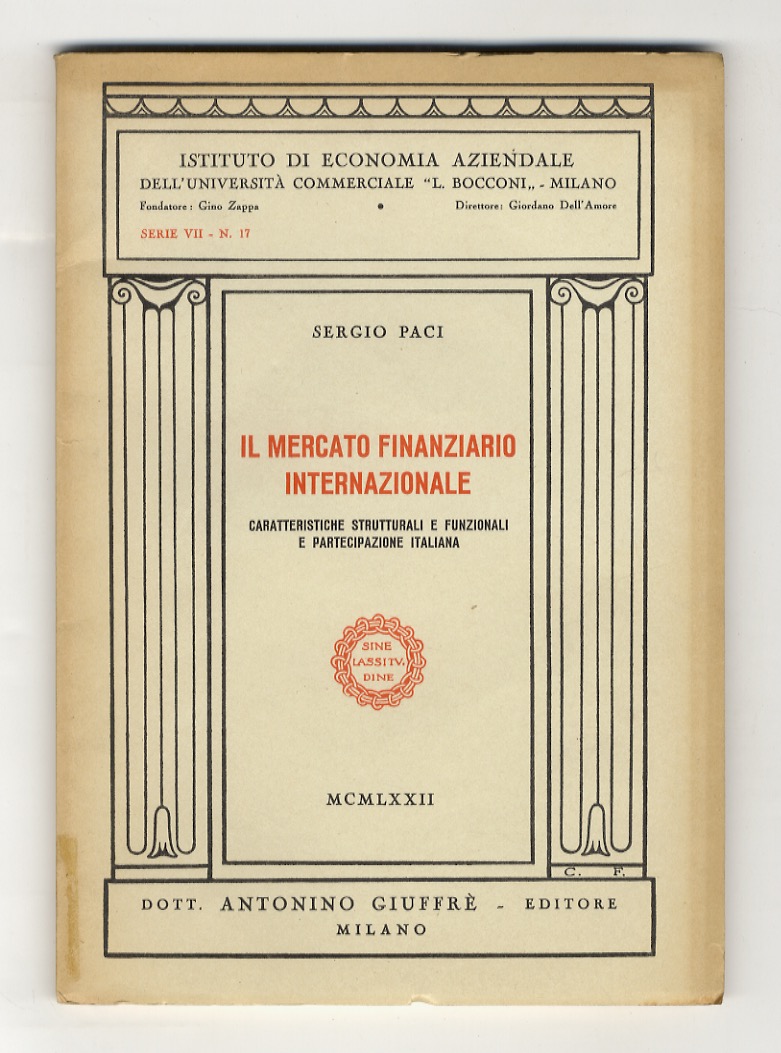 ISTITUTO DI ECONOMIA AZIENDALE
DELL'UNIVERSITÀ COMMERCIALE "L. BOCCONI„ - MILANO
Fondatore: Gino Zappa • Direttore: Giordano Dell'Amore
SERIE VII - N. 17
SERGIO PACI
IL MERCATO FINANZIARIO
INTERNAZIONALE
CARATTERISTICHE STRUTTURALI E FUNZIONALI
E PARTECIPAZIONE ITALIANA
SINE
LASSITV.
DINE
MCMLXXII
C. F.
DOTT. ANTONINO GIUFFRÈ - EDITORE
MILANO